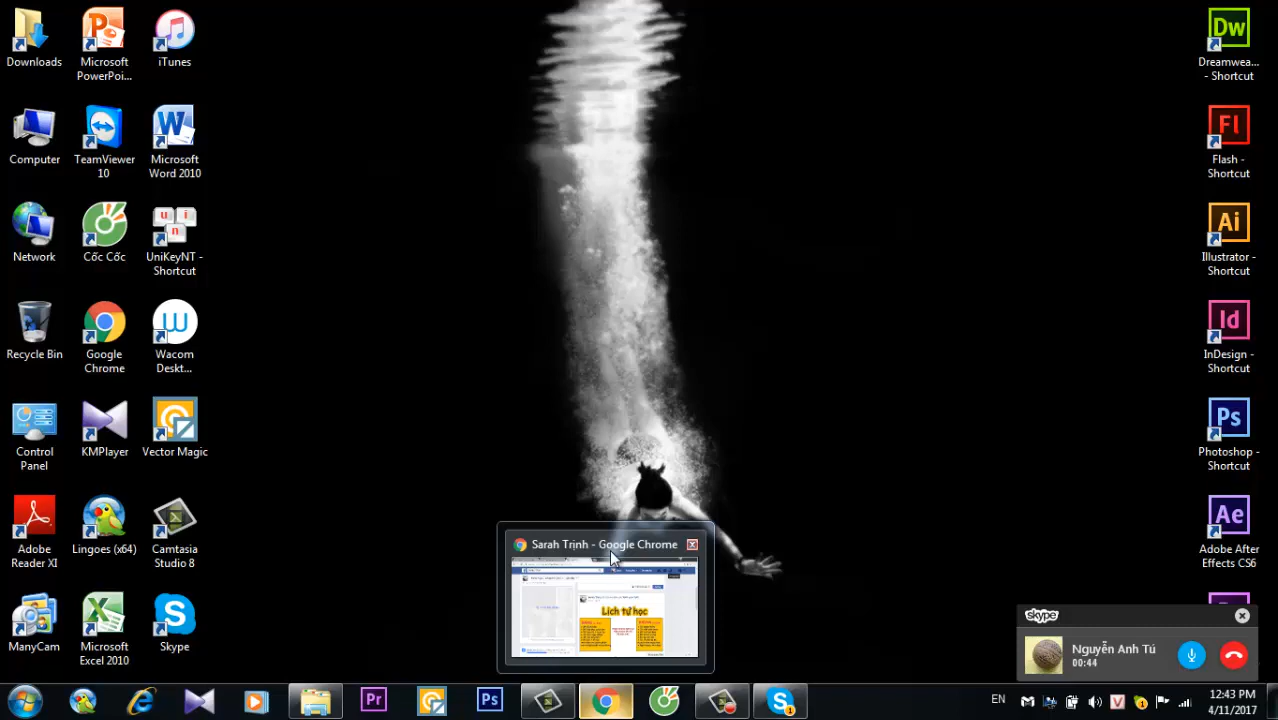 Downloads
Microsoft
PowerPoi...
iTunes
Computer
TeamViewer
10
Microsoft
Word 2010
Network
Cốc Cốc
UniKeyNT -
Shortcut
Recycle Bin
Google
Chrome
Wacom
Deskt...
Control
Panel
KMPlayer
Vector Magic
Adobe
Reader XI
Lingoes (x64)
Camtasia
Studio 8
ManyCam
Microsoft
Excel 2010
Skype
Dw
Dreamwea...
- Shortcut
Fl
Flash -
Shortcut
Ai
Illustrator -
Shortcut
Id
InDesign -
Shortcut
Ps
Photoshop -
Shortcut
Ae
Adobe After
Effects CS6
Sarah Trịnh - Google Chrome
Lịch tự học
Nguyễn Anh Tú
00:44
Pr
Ps
EN
12:43 PM
4/11/2017